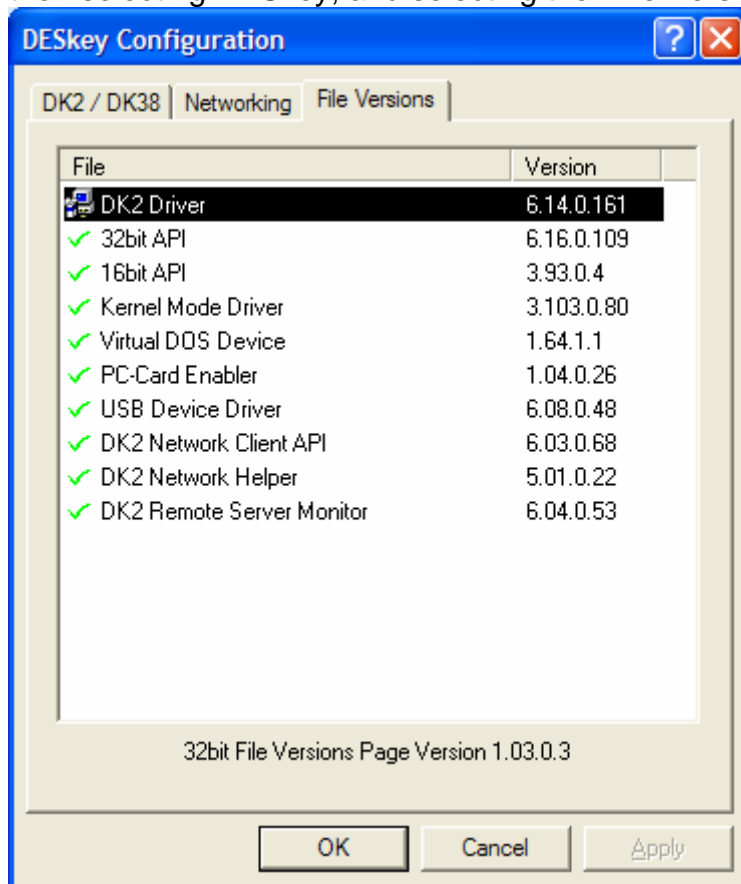 DESkey Configuration
DK2 / DK38 Networking File Versions
File Version
DK2 Driver 6.14.0.161
32bit API 6.16.0.109
16bit API 3.93.0.4
Kernel Mode Driver 3.103.0.80
Virtual DOS Device 1.64.1.1
PC-Card Enabler 1.04.0.26
USB Device Driver 6.08.0.48
DK2 Network Client API 6.03.0.68
DK2 Network Helper 5.01.0.22
DK2 Remote Server Monitor 6.04.0.53
32bit File Versions Page Version 1.03.0.3
OK Cancel Apply